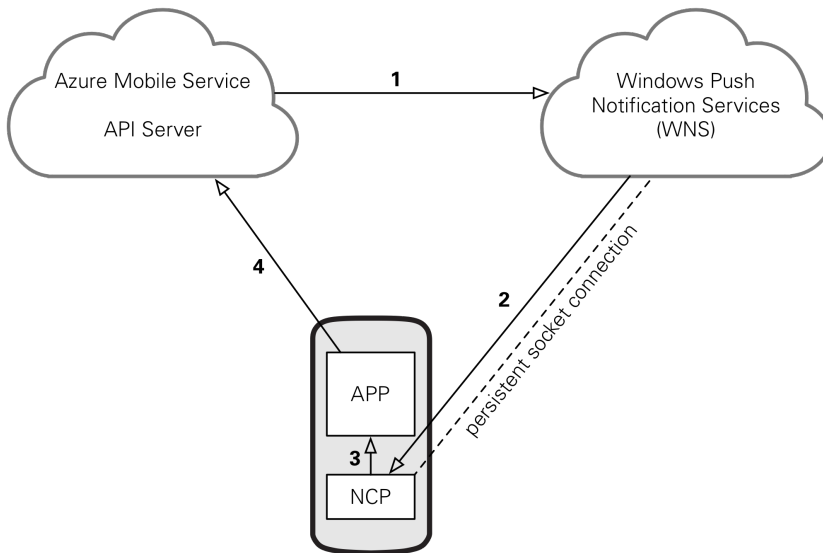 Azure Mobile Service
API Server
1
Windows Push
Notification Services
(WNS)
4
2
persistent socket connection
APP
3
NCP